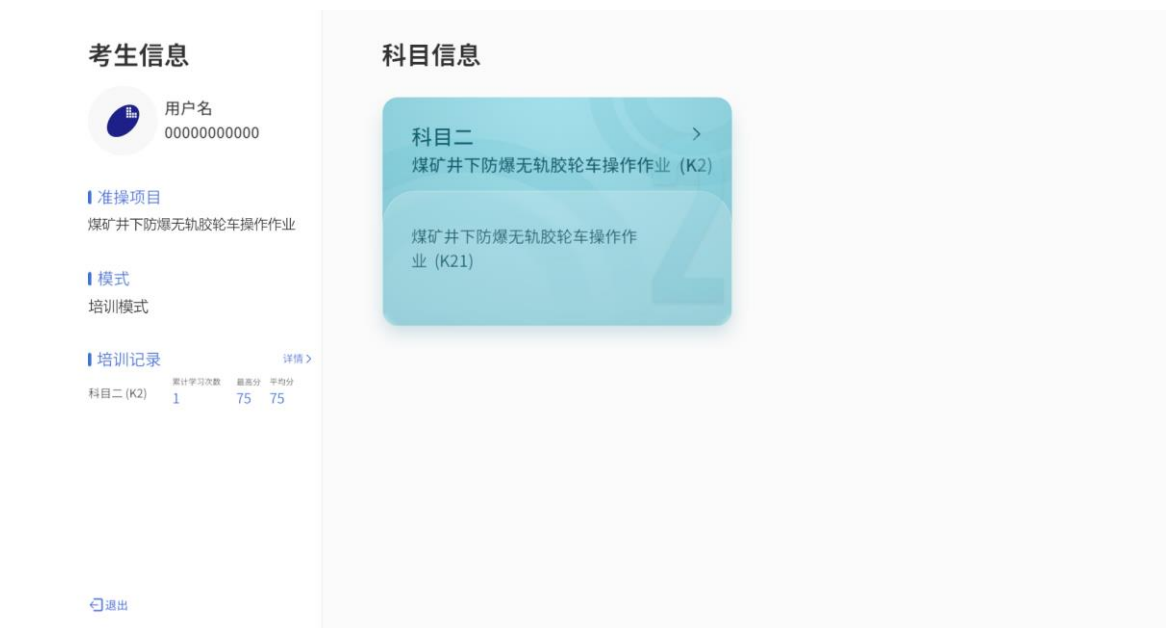 考生信息
用户名
00000000000
准操项目
煤矿井下防爆无轨胶轮车操作作业
模式
培训模式
培训记录
详情
累计学习次数 最高分 平均分
科目二 (K2) 1 75 75
退出
科目信息
科目二
煤矿井下防爆无轨胶轮车操作作业 (K2)
煤矿井下防爆无轨胶轮车操作作
业 (K21)
2